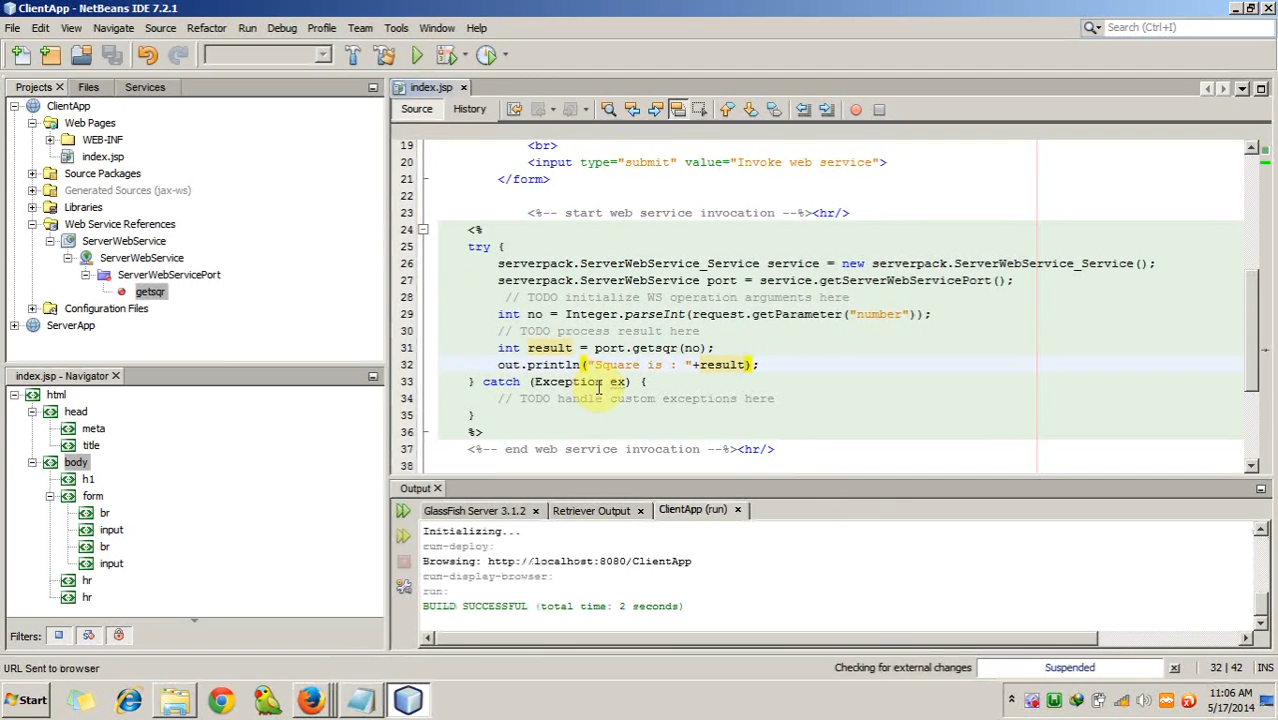 ClientApp - NetBeans IDE 7.2.1
File Edit View Navigate Source Refactor Run Debug Profile Team Tools Window Help
Search (Ctrl+I)
Projects Files Services
ClientApp
Web Pages
WEB-INF
index.jsp
Source Packages
Generated Sources (jax-ws)
Libraries
Web Service References
ServerWebService
ServerWebService
ServerWebServicePort
getsqr
Configuration Files
ServerApp
index.jsp - Navigator
html
head
meta
title
body
h1
form
br
input
br
input
hr
hr
Filters:
index.jsp
Source History
19 <br>
20 <input type="submit" value="Invoke web service">
21 </form>
22
23 <%-- start web service invocation --%><hr/>
24 <%
25 try {
26 serverpack.ServerWebService_Service service = new serverpack.ServerWebService_Service();
27 serverpack.ServerWebService port = service.getServerWebServicePort();
28 // TODO initialize WS operation arguments here
29 int no = Integer.parseInt(request.getParameter("number"));
30 // TODO process result here
31 int result = port.getsqr(no);
32 out.println("Square is : "+result);
33 } catch (Exception ex) {
34 // TODO handle custom exceptions here
35 }
36 %>
37 <%-- end web service invocation --%><hr/>
38
Output
GlassFish Server 3.1.2 Retriever Output ClientApp (run)
Initializing...
run-deploy:
Browsing: http://localhost:8080/ClientApp
run-display-browser:
run:
BUILD SUCCESSFUL (total time: 2 seconds)
URL Sent to browser
Checking for external changes Suspended 32 | 42 INS
Start
11:06 AM
5/17/2014